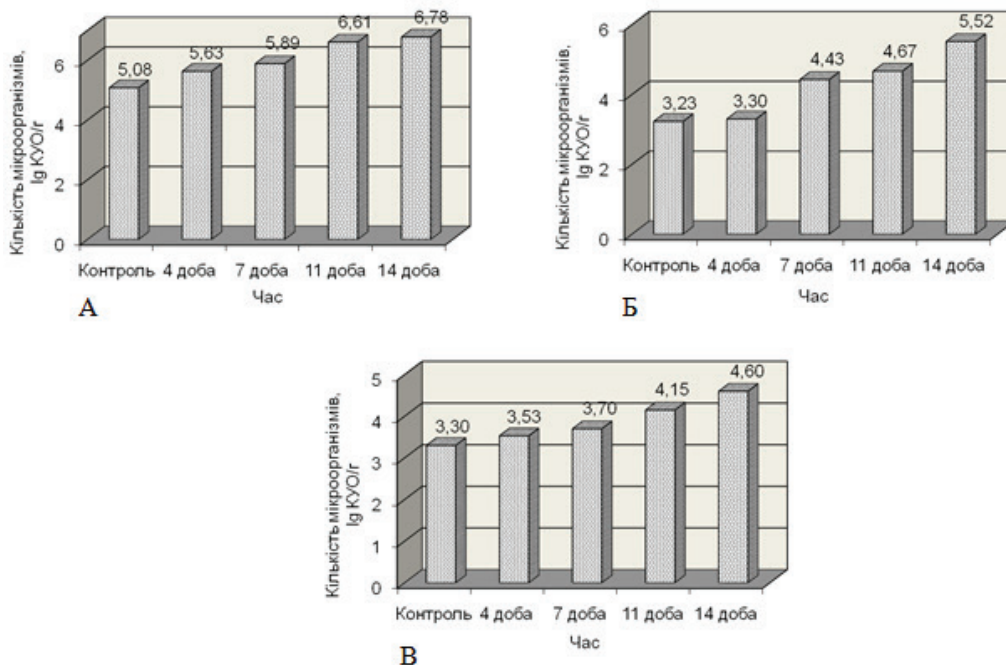 Кількість мікроорганізмів,
lg КУО/г
6
4
2
0
5,08
5,63
5,89
6,61
6,78
Контроль 4 доба 7 доба 11 доба 14 доба
Час
А
Кількість мікроорганізмів,
lg КУО/г
6
4
2
0
3,23
3,30
4,43
4,67
5,52
Контроль 4 доба 7 доба 11 доба 14 доба
Час
Б
Кількість мікроорганізмів,
lg КУО/г
5
4
3
2
1
0
3,30
3,53
3,70
4,15
4,60
Контроль 4 доба 7 доба 11 доба 14 доба
Час
В